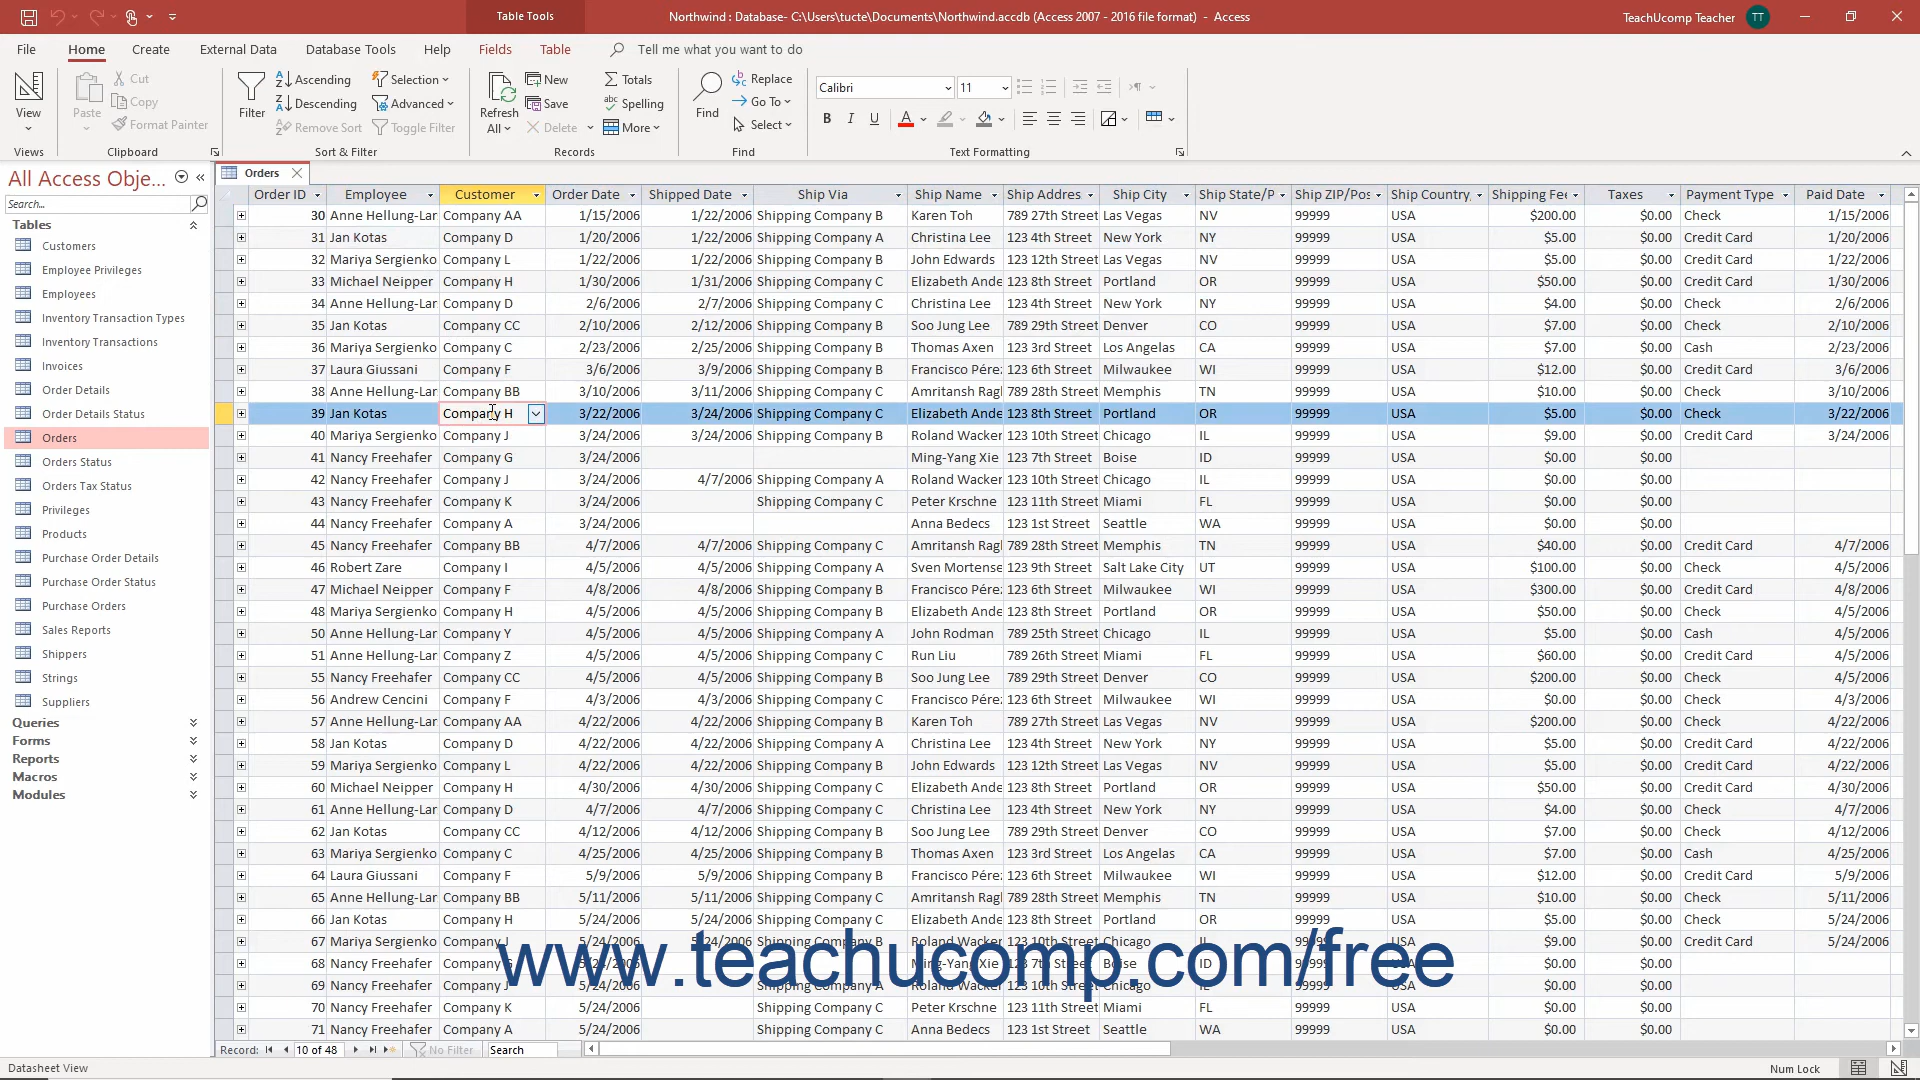 Table Tools
Northwind : Database- C:\Users\tucte\Documents\Northwind.accdb (Access 2007 - 2016 file format) - Access
TeachUcomp Teacher TT
File Home Create External Data Database Tools Help Fields Table Tell me what you want to do
View
Views
Paste
Cut
Copy
Format Painter
Clipboard
Filter
Ascending
Descending
Remove Sort
Selection
Advanced
Toggle Filter
Sort & Filter
Refresh
All
New
Save
Delete
Totals
Spelling
More
Records
Find
Replace
Go To
Select
Find
Calibri 11
B I U
Text Formatting
All Access Obje...
Search...
Tables
Customers
Employee Privileges
Employees
Inventory Transaction Types
Inventory Transactions
Invoices
Order Details
Order Details Status
Orders
Orders Status
Orders Tax Status
Privileges
Products
Purchase Order Details
Purchase Order Status
Purchase Orders
Sales Reports
Shippers
Strings
Suppliers
Queries
Forms
Reports
Macros
Modules
Orders
Order ID Employee Customer Order Date Shipped Date Ship Via Ship Name Ship Addres Ship City Ship State/P Ship ZIP/Pos Ship Country, Shipping Fee Taxes Payment Type Paid Date
30 Anne Hellung-Lar Company AA 1/15/2006 1/22/2006 Shipping Company B Karen Toh 789 27th Street Las Vegas NV 99999 USA $200.00 $0.00 Check 1/15/2006
31 Jan Kotas Company D 1/20/2006 1/22/2006 Shipping Company A Christina Lee 123 4th Street New York NY 99999 USA $5.00 $0.00 Credit Card 1/20/2006
32 Mariya Sergienko Company L 1/22/2006 1/22/2006 Shipping Company B John Edwards 123 12th Street Las Vegas NV 99999 USA $5.00 $0.00 Credit Card 1/22/2006
33 Michael Neipper Company H 1/30/2006 1/31/2006 Shipping Company C Elizabeth Ande 123 8th Street Portland OR 99999 USA $50.00 $0.00 Credit Card 1/30/2006
34 Anne Hellung-Lar Company D 2/6/2006 2/7/2006 Shipping Company C Christina Lee 123 4th Street New York NY 99999 USA $4.00 $0.00 Check 2/6/2006
35 Jan Kotas Company CC 2/10/2006 2/12/2006 Shipping Company B Soo Jung Lee 789 29th Street Denver CO 99999 USA $7.00 $0.00 Check 2/10/2006
36 Mariya Sergienko Company C 2/23/2006 2/25/2006 Shipping Company B Thomas Axen 123 3rd Street Los Angelas CA 99999 USA $7.00 $0.00 Cash 2/23/2006
37 Laura Giussani Company F 3/6/2006 3/9/2006 Shipping Company B Francisco Pére: 123 6th Street Milwaukee WI 99999 USA $12.00 $0.00 Credit Card 3/6/2006
38 Anne Hellung-Lar Company BB 3/10/2006 3/11/2006 Shipping Company C Amritansh Ragl 789 28th Street Memphis TN 99999 USA $10.00 $0.00 Check 3/10/2006
39 Jan Kotas Company H 3/22/2006 3/24/2006 Shipping Company C Elizabeth Ande 123 8th Street Portland OR 99999 USA $5.00 $0.00 Check 3/22/2006
40 Mariya Sergienko Company J 3/24/2006 3/24/2006 Shipping Company B Roland Wacker 123 10th Street Chicago IL 99999 USA $9.00 $0.00 Credit Card 3/24/2006
41 Nancy Freehafer Company G 3/24/2006 Ming-Yang Xie 123 7th Street Boise ID 99999 USA $0.00 $0.00
42 Nancy Freehafer Company J 3/24/2006 4/7/2006 Shipping Company A Roland Wacker 123 10th Street Chicago IL 99999 USA $0.00 $0.00
43 Nancy Freehafer Company K 3/24/2006 Shipping Company C Peter Krschne 123 11th Street Miami FL 99999 USA $0.00 $0.00
44 Nancy Freehafer Company A 3/24/2006 Anna Bedecs 123 1st Street Seattle WA 99999 USA $0.00 $0.00
45 Nancy Freehafer Company BB 4/7/2006 4/7/2006 Shipping Company C Amritansh Ragl 789 28th Street Memphis TN 99999 USA $40.00 $0.00 Credit Card 4/7/2006
46 Robert Zare Company I 4/5/2006 4/5/2006 Shipping Company A Sven Mortense 123 9th Street Salt Lake City UT 99999 USA $100.00 $0.00 Check 4/5/2006
47 Michael Neipper Company F 4/8/2006 4/8/2006 Shipping Company B Francisco Pére: 123 6th Street Milwaukee WI 99999 USA $300.00 $0.00 Credit Card 4/8/2006
48 Mariya Sergienko Company H 4/5/2006 4/5/2006 Shipping Company B Elizabeth Ande 123 8th Street Portland OR 99999 USA $50.00 $0.00 Check 4/5/2006
50 Anne Hellung-Lar Company Y 4/5/2006 4/5/2006 Shipping Company A John Rodman 789 25th Street Chicago IL 99999 USA $5.00 $0.00 Cash 4/5/2006
51 Anne Hellung-Lar Company Z 4/5/2006 4/5/2006 Shipping Company C Run Liu 789 26th Street Miami FL 99999 USA $60.00 $0.00 Credit Card 4/5/2006
55 Nancy Freehafer Company CC 4/5/2006 4/5/2006 Shipping Company B Soo Jung Lee 789 29th Street Denver CO 99999 USA $200.00 $0.00 Check 4/5/2006
56 Andrew Cencini Company F 4/3/2006 4/3/2006 Shipping Company C Francisco Pére: 123 6th Street Milwaukee WI 99999 USA $0.00 $0.00 Check 4/3/2006
57 Anne Hellung-Lar Company AA 4/22/2006 4/22/2006 Shipping Company B Karen Toh 789 27th Street Las Vegas NV 99999 USA $200.00 $0.00 Check 4/22/2006
58 Jan Kotas Company D 4/22/2006 4/22/2006 Shipping Company A Christina Lee 123 4th Street New York NY 99999 USA $5.00 $0.00 Credit Card 4/22/2006
59 Mariya Sergienko Company L 4/22/2006 4/22/2006 Shipping Company B John Edwards 123 12th Street Las Vegas NV 99999 USA $5.00 $0.00 Credit Card 4/22/2006
60 Michael Neipper Company H 4/30/2006 4/30/2006 Shipping Company C Elizabeth Ande 123 8th Street Portland OR 99999 USA $50.00 $0.00 Credit Card 4/30/2006
61 Anne Hellung-Lar Company D 4/7/2006 4/7/2006 Shipping Company C Christina Lee 123 4th Street New York NY 99999 USA $4.00 $0.00 Check 4/7/2006
62 Jan Kotas Company CC 4/12/2006 4/12/2006 Shipping Company B Soo Jung Lee 789 29th Street Denver CO 99999 USA $7.00 $0.00 Check 4/12/2006
63 Mariya Sergienko Company C 4/25/2006 4/25/2006 Shipping Company B Thomas Axen 123 3rd Street Los Angelas CA 99999 USA $7.00 $0.00 Cash 4/25/2006
64 Laura Giussani Company F 5/9/2006 5/9/2006 Shipping Company B Francisco Pére: 123 6th Street Milwaukee WI 99999 USA $12.00 $0.00 Credit Card 5/9/2006
65 Anne Hellung-Lar Company BB 5/11/2006 5/11/2006 Shipping Company C Amritansh Ragl 789 28th Street Memphis TN 99999 USA $10.00 $0.00 Check 5/11/2006
66 Jan Kotas Company H 5/24/2006 5/24/2006 Shipping Company C Elizabeth Ande 123 8th Street Portland OR 99999 USA $5.00 $0.00 Check 5/24/2006
67 Mariya Sergienko Company J 5/24/2006 5/24/2006 Shipping Company B Roland Wacker 123 10th Street Chicago IL 99999 USA $9.00 $0.00 Credit Card 5/24/2006
68 Nancy Freehafer Company G 5/24/2006 Ming-Yang Xie 123 7th Street Boise ID 99999 USA $0.00 $0.00
69 Nancy Freehafer Company J 5/24/2006 Shipping Company A Roland Wacker 123 10th Street Chicago IL 99999 USA $0.00 $0.00
70 Nancy Freehafer Company K 5/24/2006 Shipping Company C Peter Krschne 123 11th Street Miami FL 99999 USA $0.00 $0.00
71 Nancy Freehafer Company A 5/24/2006 Shipping Company C Anna Bedecs 123 1st Street Seattle WA 99999 USA $0.00 $0.00
www.teachucomp.com/free
Record: 10 of 48 No Filter Search
Datasheet View Num Lock